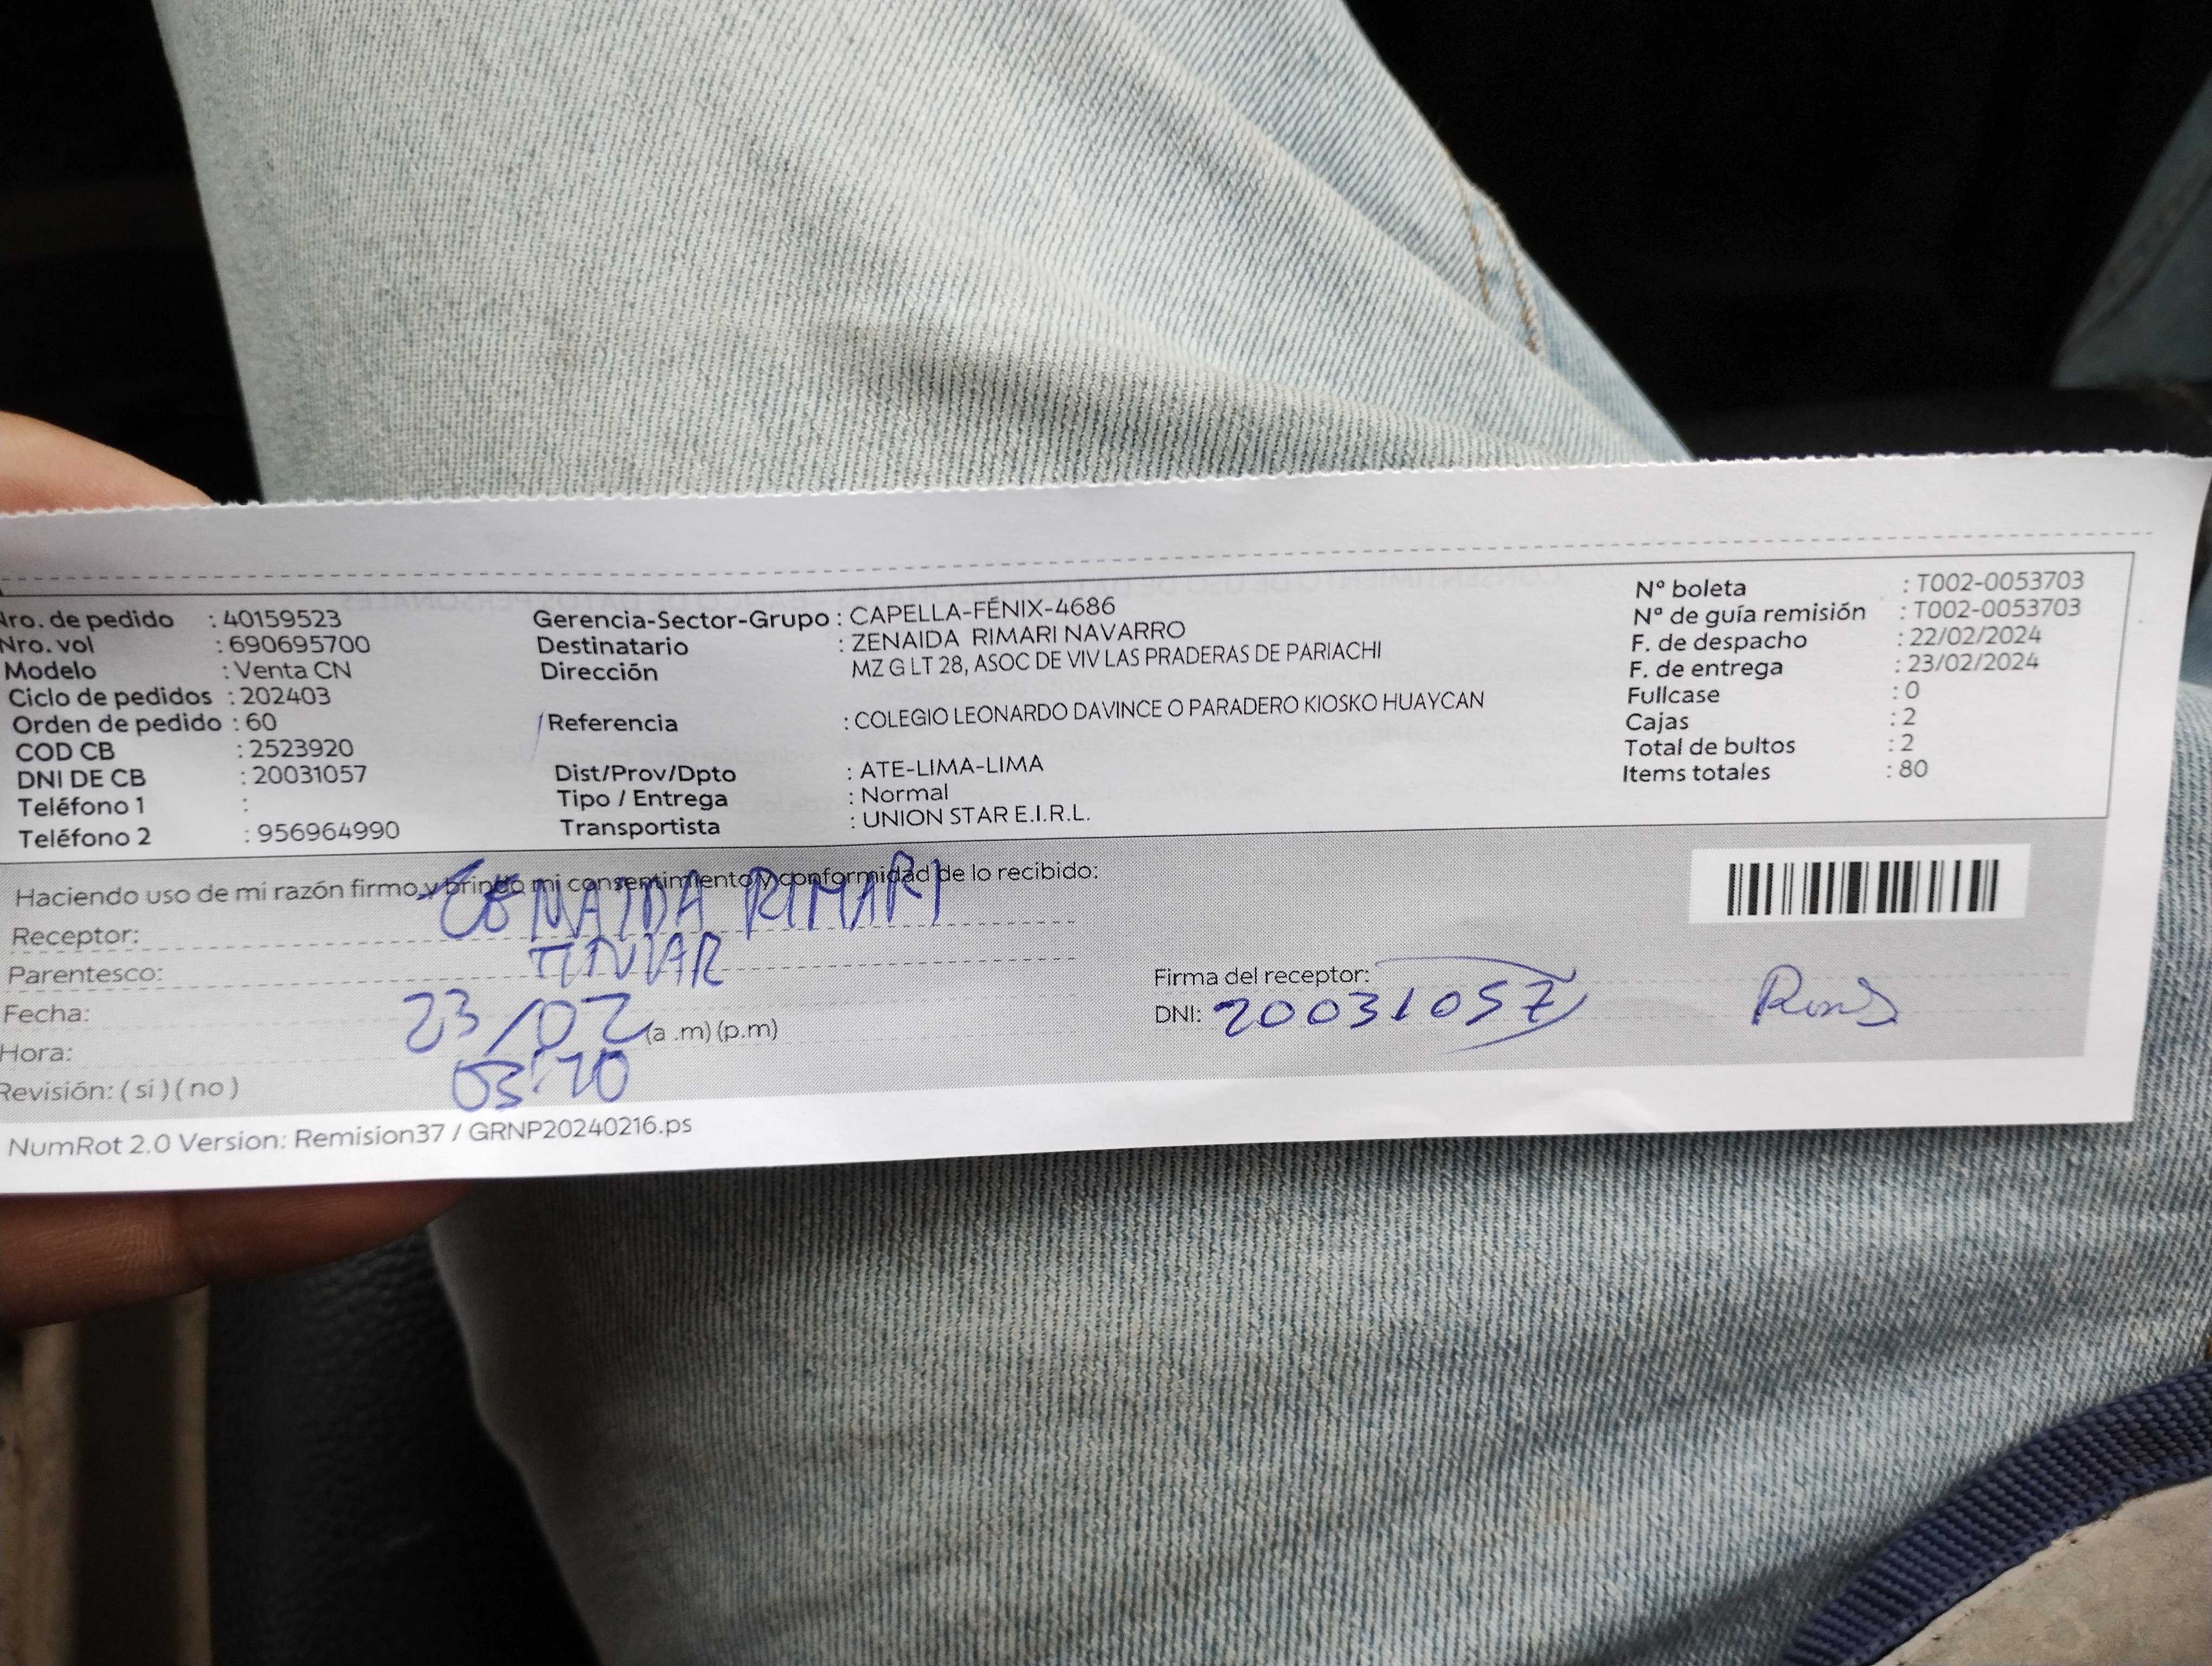 Nro. de pedido : 40159523
Nro. vol : 690695700
Modelo : Venta CN
Ciclo de pedidos : 202403
Orden de pedido : 60
COD CB : 2523920
DNI DE CB : 20031057
Teléfono 1 :
Teléfono 2 : 956964990
Gerencia-Sector-Grupo : CAPELLA-FÉNIX-4686
Destinatario : ZENAIDA RIMARI NAVARRO
Dirección MZ G LT 28, ASOC DE VIV LAS PRADERAS DE PARIACHI
Referencia : COLEGIO LEONARDO DAVINCE O PARADERO KIOSKO HUAYCAN
Dist/Prov/Dpto : ATE-LIMA-LIMA
Tipo / Entrega : Normal
Transportista : UNION STAR E.I.R.L.
Nº boleta : T002-0053703
Nº de guía remisión : T002-0053703
F. de despacho : 22/02/2024
F. de entrega : 23/02/2024
Fullcase : 0
Cajas : 2
Total de bultos : 2
Items totales : 80
Haciendo uso de mi razón firmo y brindo mi consentimiento y conformidad de lo recibido:
Receptor: ZENAIDA RIMARI
Parentesco:
Fecha: 23/02 (a .m) (p.m)
Hora:
Revisión: ( si ) ( no )
Firma del receptor:
DNI: 20031057
NumRot 2.0 Version: Remision37 / GRNP20240216.ps